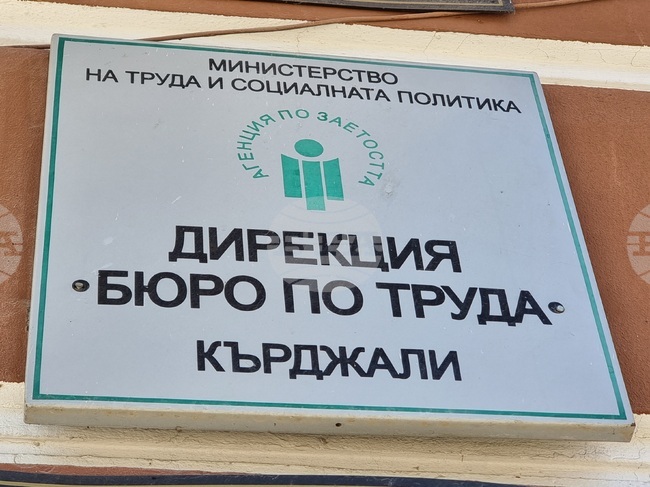 МИНИСТЕРСТВО
НА ТРУДА И СОЦИАЛНАТА ПОЛИТИКА
АГЕНЦИЯ ПО ЗАЕТОСТТА
ДИРЕКЦИЯ
"БЮРО ПО ТРУДА"
КЪРДЖАЛИ